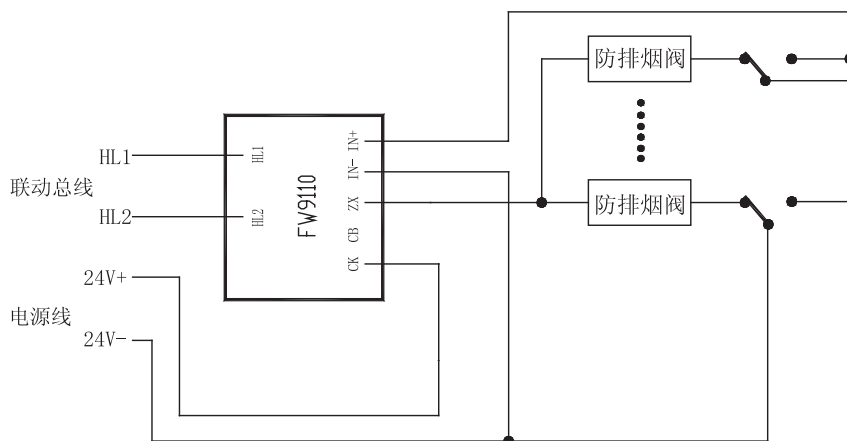 防排烟阀
HL1
联动总线
HL2
24V+
电源线
24V-
HL1
HL2
FW9110
IN+
IN-
ZX
CB
CK
防排烟阀